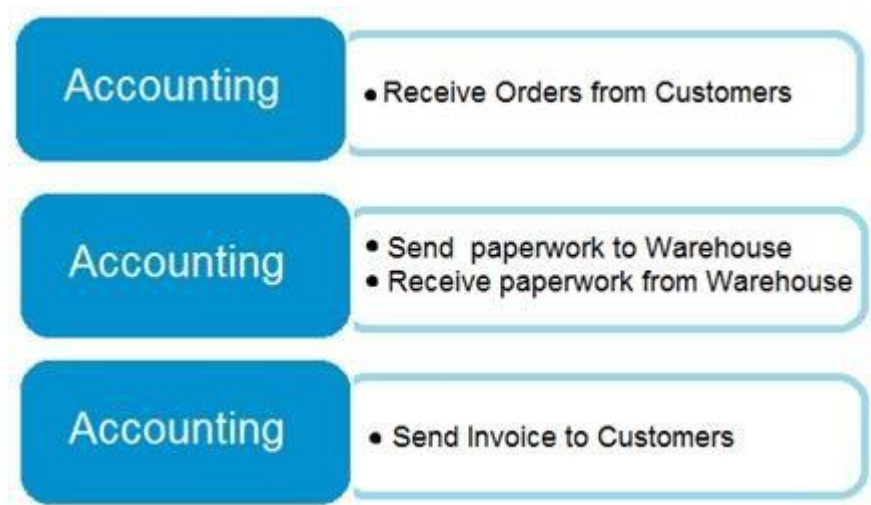 Accounting
• Receive Orders from Customers
Accounting
• Send paperwork to Warehouse
• Receive paperwork from Warehouse
Accounting
• Send Invoice to Customers